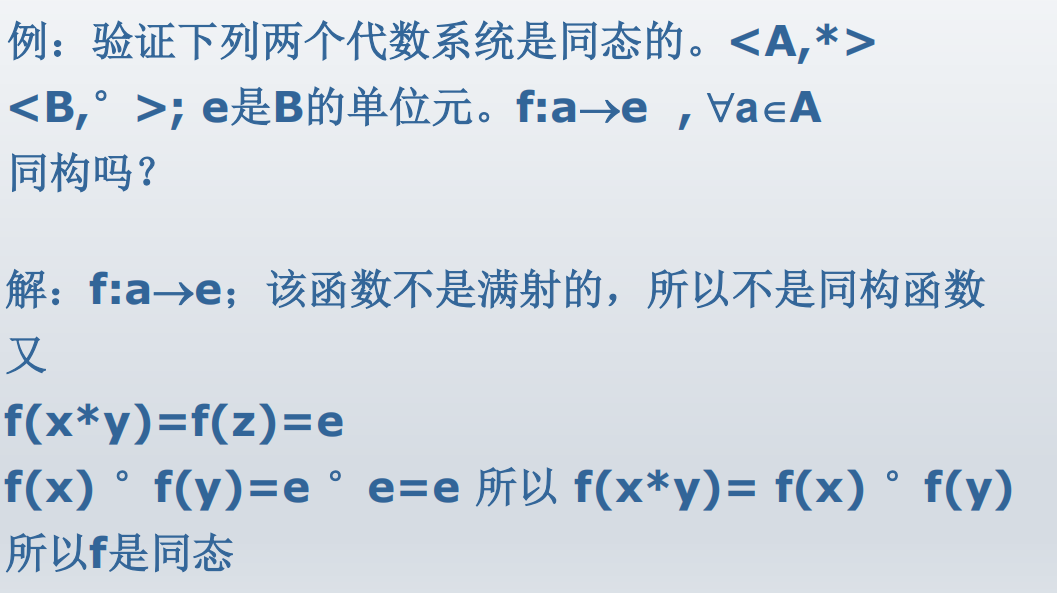 例：验证下列两个代数系统是同态的。<A,*>
<B,° >; e是B的单位元。f:a→e , ∀a∈A
同构吗？
解：f:a→e；该函数不是满射的，所以不是同构函数
又
f(x*y)=f(z)=e
f(x) ° f(y)=e ° e=e 所以 f(x*y)= f(x) ° f(y)
所以f是同态